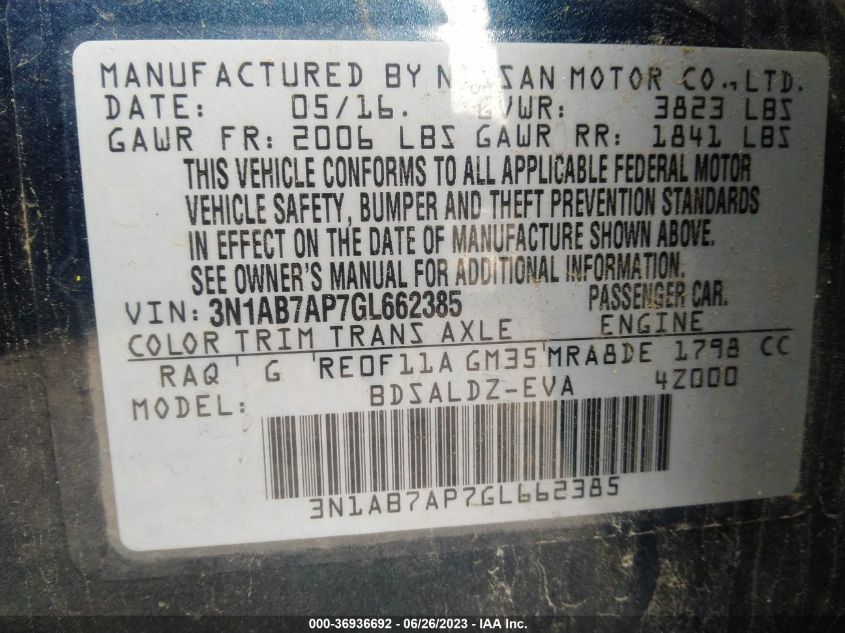 MANUFACTURED BY NISSAN MOTOR CO., LTD.
DATE: 05/16. GVWR: 3823 LBS
GAWR FR: 2006 LBS GAWR RR: 1841 LBS
THIS VEHICLE CONFORMS TO ALL APPLICABLE FEDERAL MOTOR
VEHICLE SAFETY, BUMPER AND THEFT PREVENTION STANDARDS
IN EFFECT ON THE DATE OF MANUFACTURE SHOWN ABOVE.
SEE OWNER'S MANUAL FOR ADDITIONAL INFORMATION.
VIN: 3N1AB7AP7GL662385 PASSENGER CAR.
COLOR TRIM TRANS AXLE ENGINE
RAQ G RE0F11A GM35 MRA8DE 1798 CC
MODEL: BDSALDZ-EVA 4Z000
3N1AB7AP7GL662385
000-36936692 - 06/26/2023 - IAA Inc.